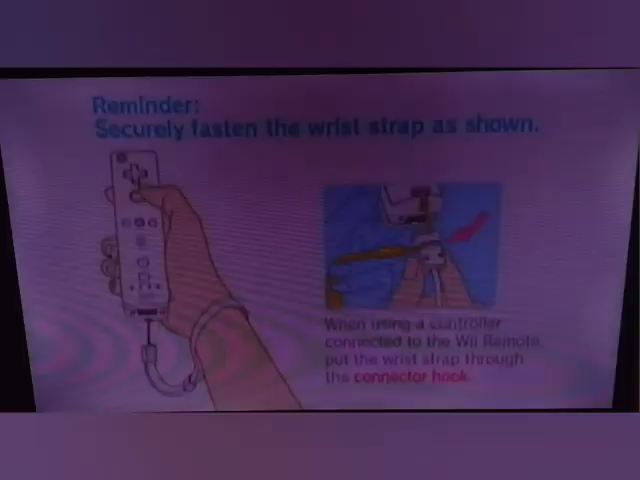 Reminder:
Securely fasten the wrist strap as shown.
When using a controller
connected to the Wii Remote,
put the wrist strap through
the connector hook.